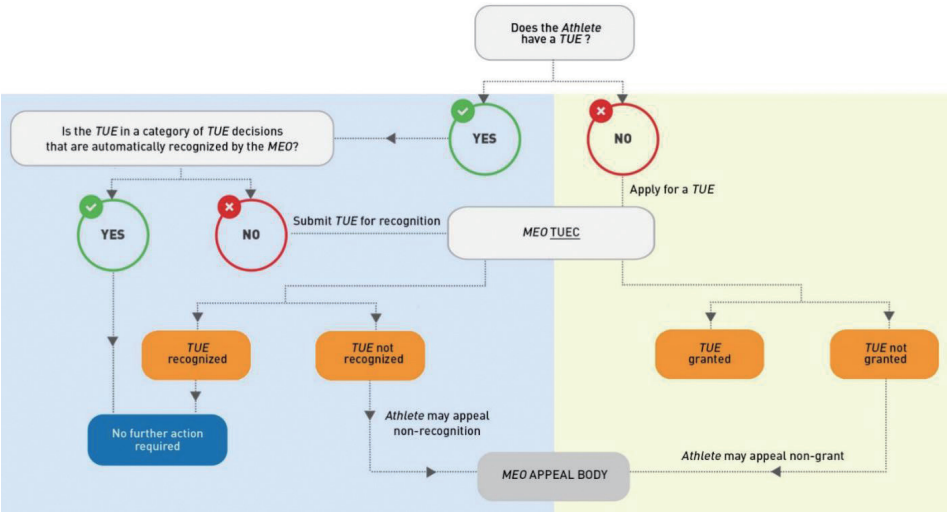 Does the Athlete
have a TUE ?
Is the TUE in a category of TUE decisions
that are automatically recognized by the MEO?
YES
NO
Apply for a TUE
YES
NO
Submit TUE for recognition
MEO TUEC
TUE
recognized
TUE not
recognized
TUE
granted
TUE not
granted
Athlete may appeal
non-recognition
No further action
required
Athlete may appeal non-grant
MEO APPEAL BODY